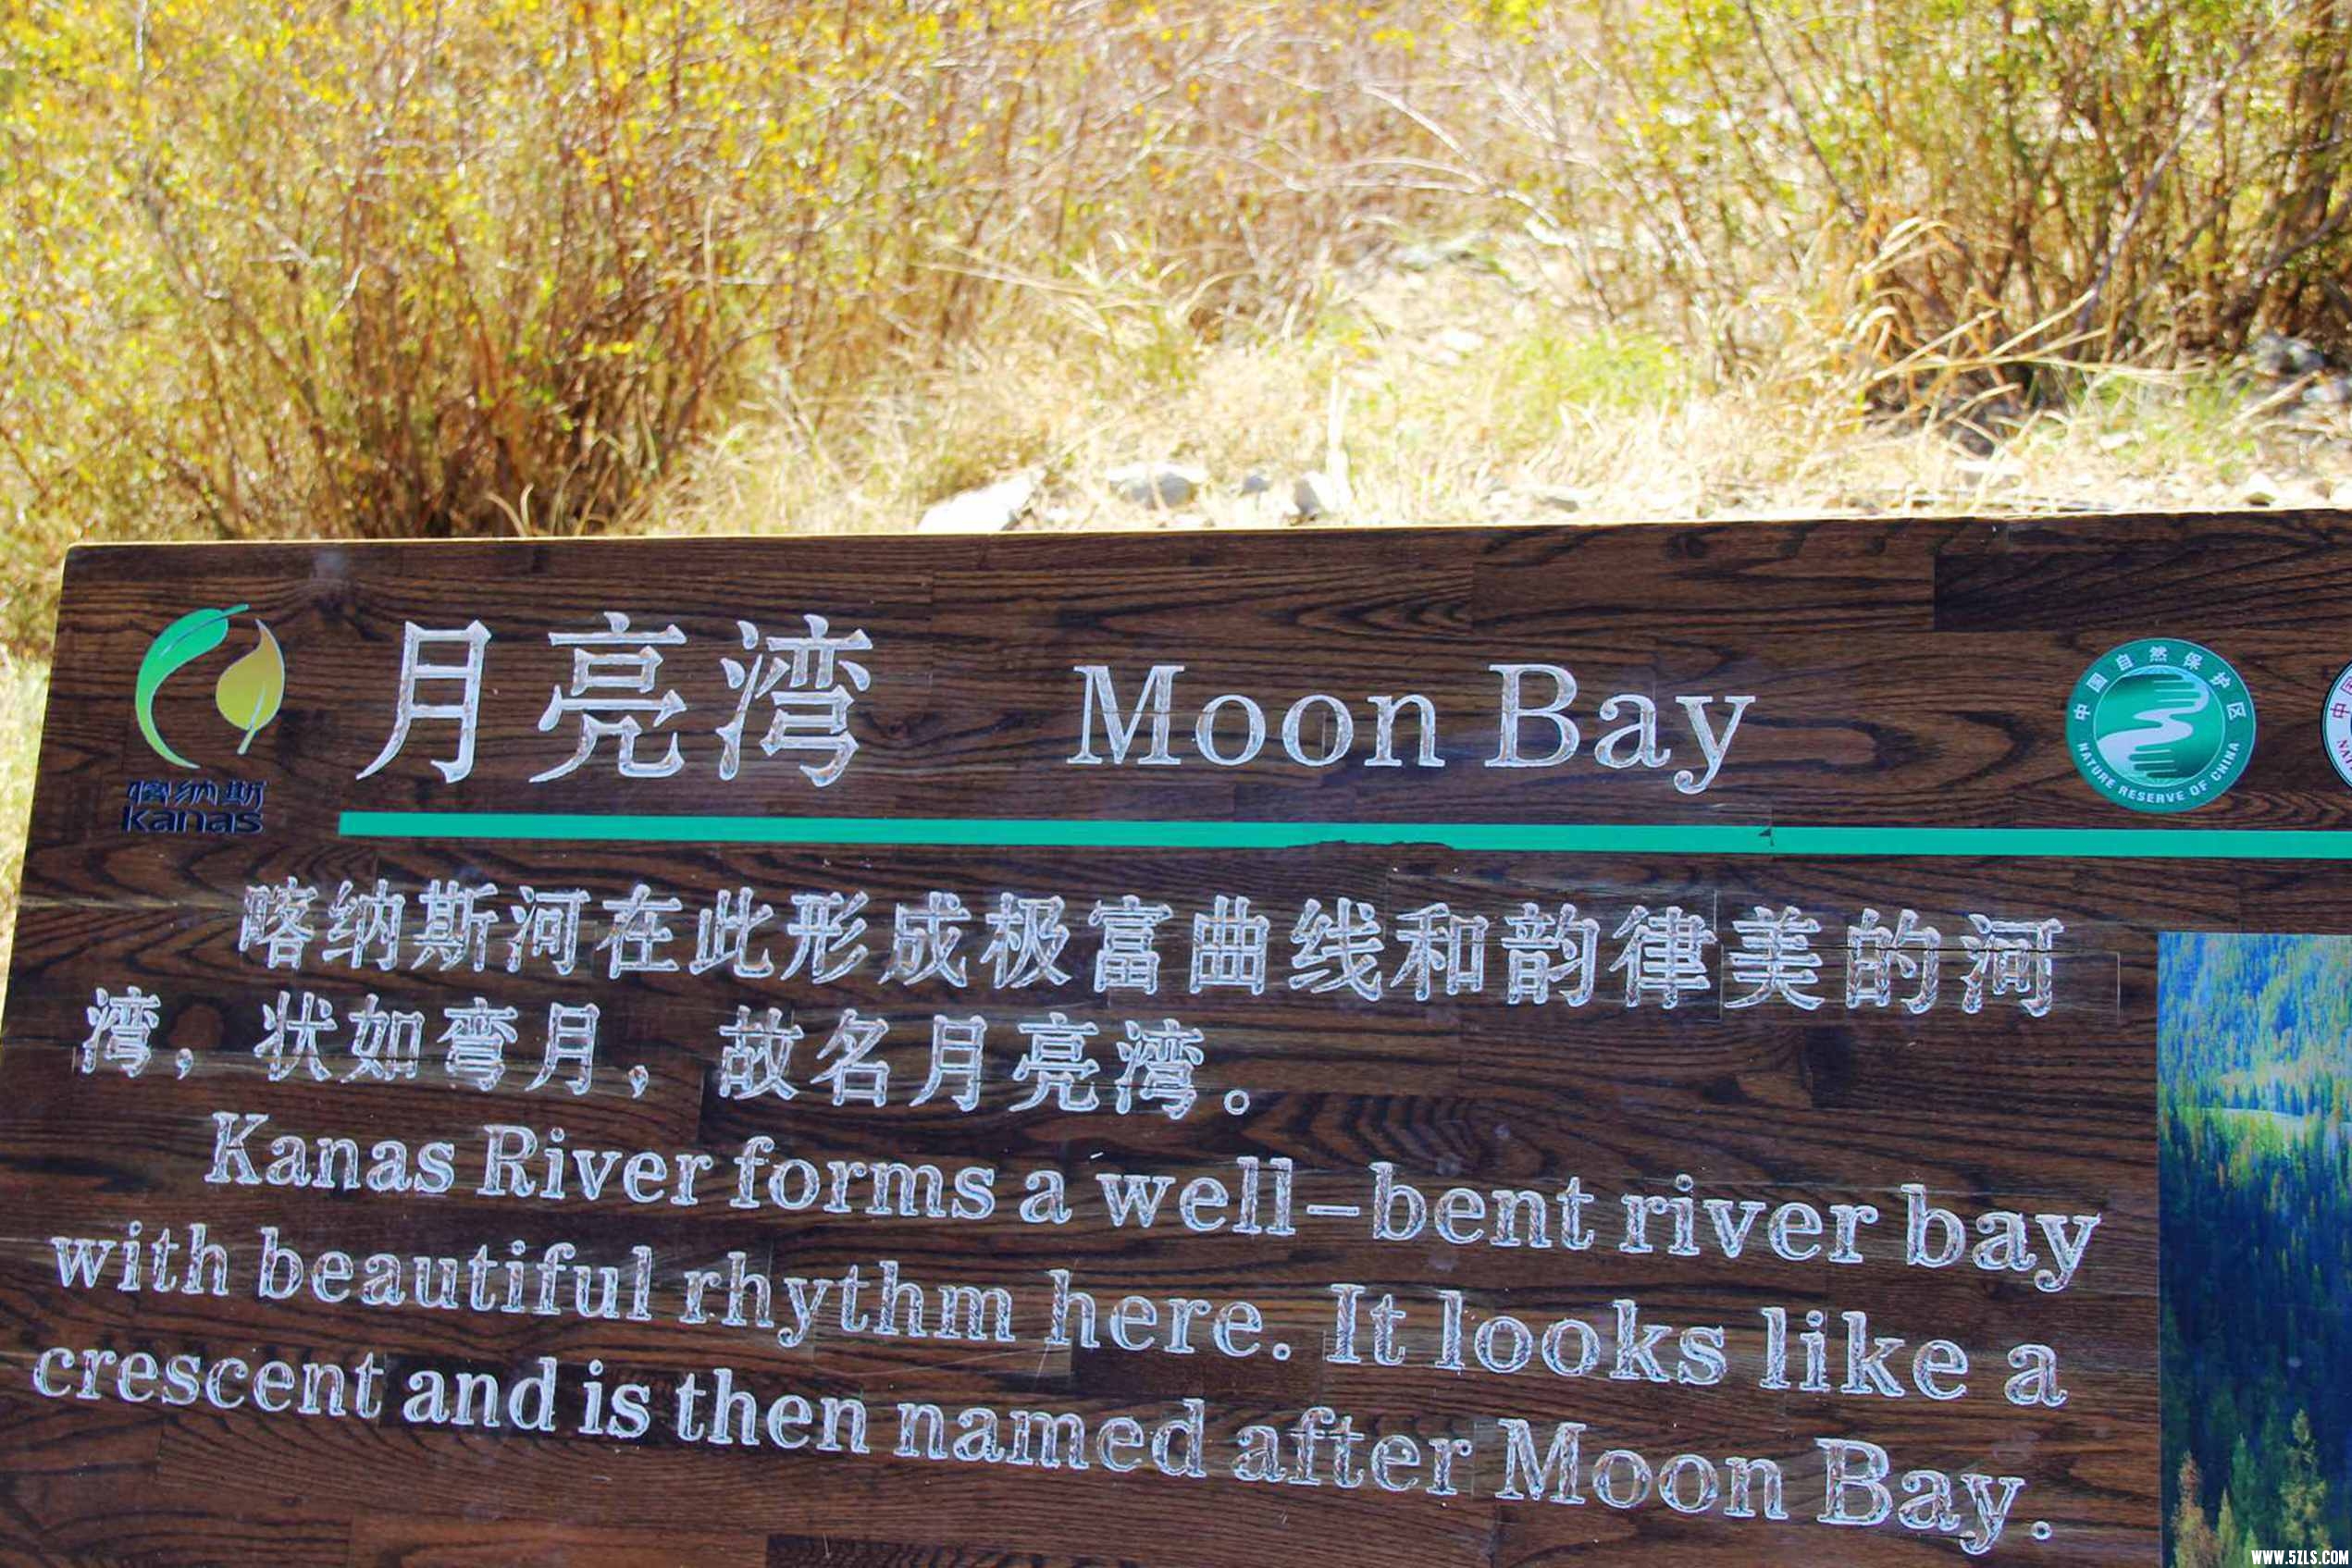 月亮湾 Moon Bay
喀纳斯
kanas
中国自然保护区
NATURE RESERVE OF CHINA
中国
喀纳斯河在此形成极富曲线和韵律美的河
湾，状如弯月，故名月亮湾。
Kanas River forms a well-bent river bay
with beautiful rhythm here. It looks like a
crescent and is then named after Moon Bay.
WWW.5ZLS.COM